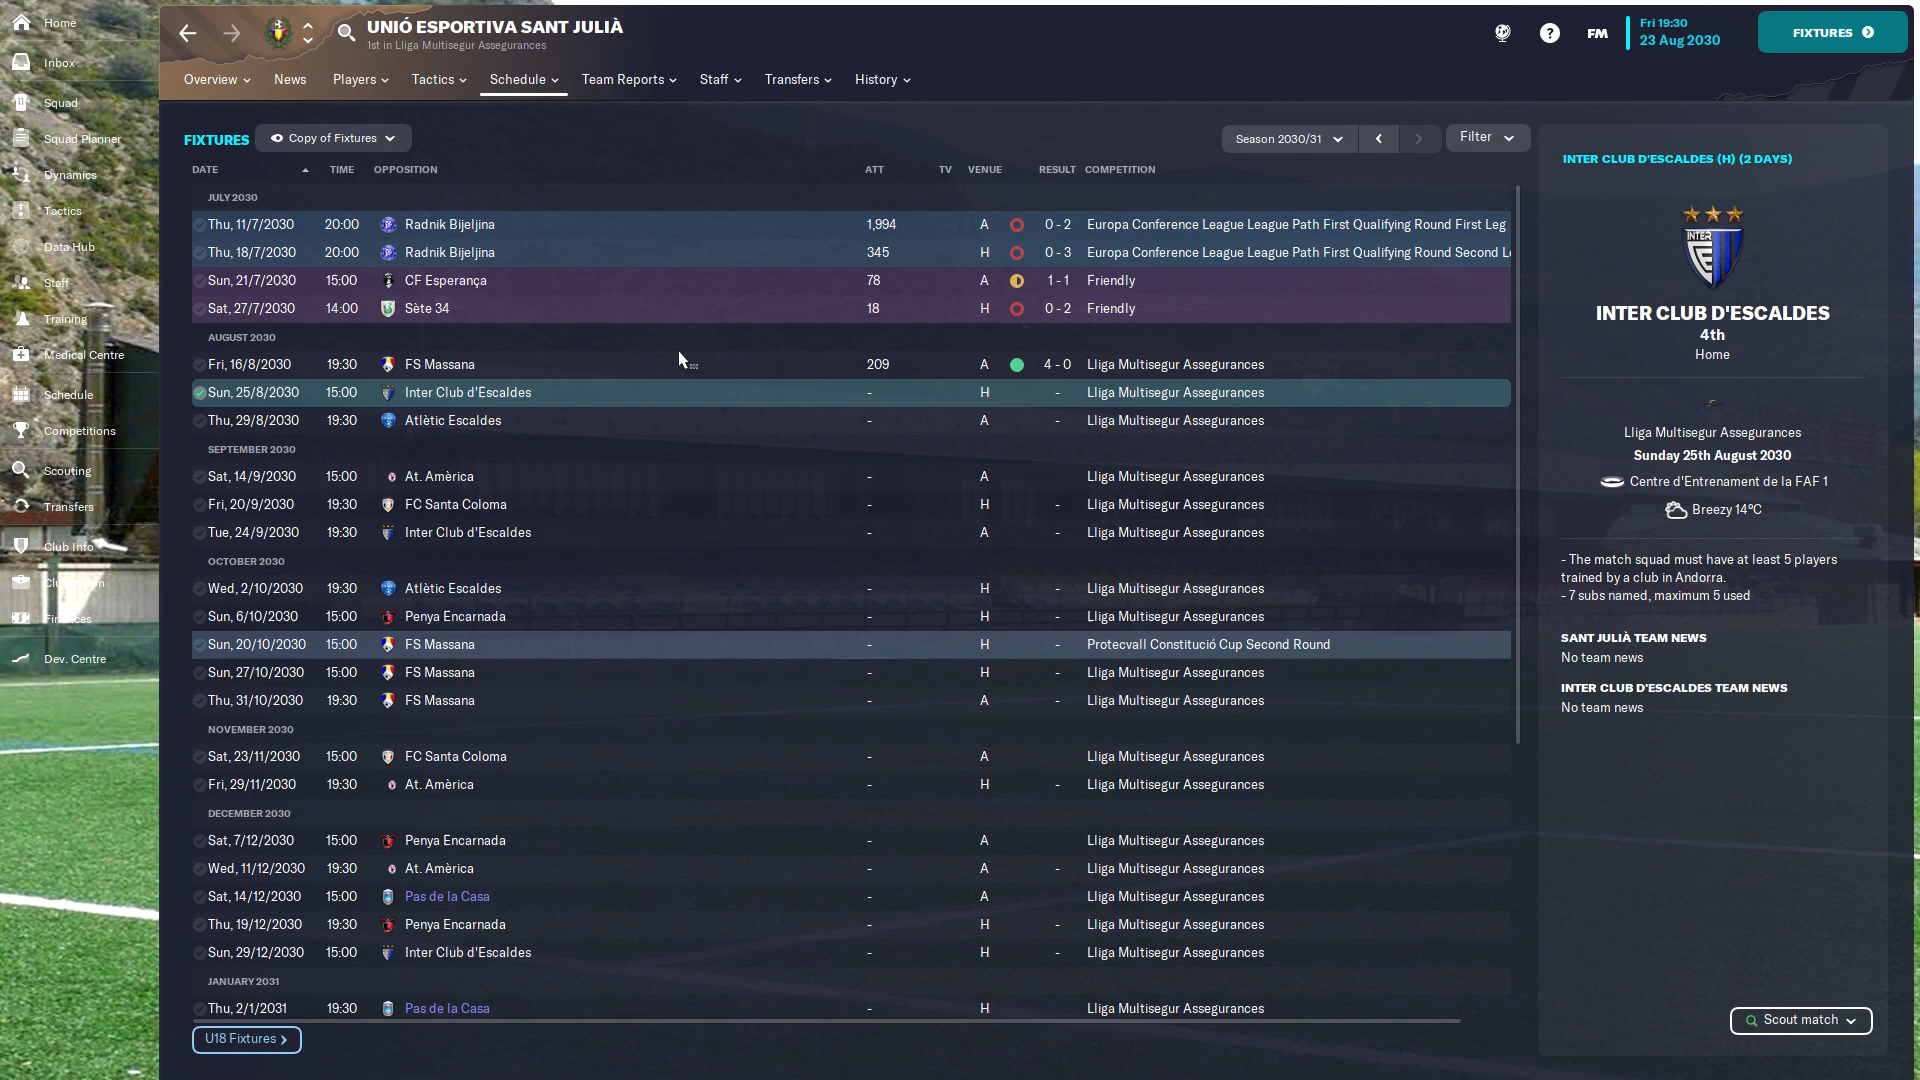 Home
Inbox
Squad
Squad Planner
Dynamics
Tactics
Data Hub
Staff
Training
Medical Centre
Schedule
Competitions
Scouting
Transfers
Club Info
Finances
Dev. Centre
UNIÓ ESPORTIVA SANT JULIÀ
1st in Lliga Multisegur Assegurances
FM
Fri 19:30
23 Aug 2030
FIXTURES
Overview News Players Tactics Schedule Team Reports Staff Transfers History
FIXTURES Copy of Fixtures Season 2030/31 Filter
DATE TIME OPPOSITION ATT TV VENUE RESULT COMPETITION
JULY 2030
Thu, 11/7/2030 20:00 Radnik Bijeljina 1,994 A 0 - 2 Europa Conference League League Path First Qualifying Round First Leg
Thu, 18/7/2030 20:00 Radnik Bijeljina 345 H 0 - 3 Europa Conference League League Path First Qualifying Round Second L
Sun, 21/7/2030 15:00 CF Esperança 78 A 1 - 1 Friendly
Sat, 27/7/2030 14:00 Sète 34 18 H 0 - 2 Friendly
AUGUST 2030
Fri, 16/8/2030 19:30 FS Massana 209 A 4 - 0 Lliga Multisegur Assegurances
Sun, 25/8/2030 15:00 Inter Club d'Escaldes - H - Lliga Multisegur Assegurances
Thu, 29/8/2030 19:30 Atlètic Escaldes - A - Lliga Multisegur Assegurances
SEPTEMBER 2030
Sat, 14/9/2030 15:00 At. Amèrica - A Lliga Multisegur Assegurances
Fri, 20/9/2030 19:30 FC Santa Coloma - H - Lliga Multisegur Assegurances
Tue, 24/9/2030 19:30 Inter Club d'Escaldes - A - Lliga Multisegur Assegurances
OCTOBER 2030
Wed, 2/10/2030 19:30 Atlètic Escaldes - H - Lliga Multisegur Assegurances
Sun, 6/10/2030 15:00 Penya Encarnada - H - Lliga Multisegur Assegurances
Sun, 20/10/2030 15:00 FS Massana - H - Protecvall Constitució Cup Second Round
Sun, 27/10/2030 15:00 FS Massana - H - Lliga Multisegur Assegurances
Thu, 31/10/2030 19:30 FS Massana - A - Lliga Multisegur Assegurances
NOVEMBER 2030
Sat, 23/11/2030 15:00 FC Santa Coloma - A Lliga Multisegur Assegurances
Fri, 29/11/2030 19:30 At. Amèrica - H - Lliga Multisegur Assegurances
DECEMBER 2030
Sat, 7/12/2030 15:00 Penya Encarnada - A Lliga Multisegur Assegurances
Wed, 11/12/2030 19:30 At. Amèrica - A - Lliga Multisegur Assegurances
Sat, 14/12/2030 15:00 Pas de la Casa - A Lliga Multisegur Assegurances
Thu, 19/12/2030 19:30 Penya Encarnada - H - Lliga Multisegur Assegurances
Sun, 29/12/2030 15:00 Inter Club d'Escaldes - H - Lliga Multisegur Assegurances
JANUARY 2031
Thu, 2/1/2031 19:30 Pas de la Casa - H Lliga Multisegur Assegurances
U18 Fixtures
INTER CLUB D'ESCALDES (H) (2 DAYS)
INTER
INTER CLUB D'ESCALDES
4th
Home
Lliga Multisegur Assegurances
Sunday 25th August 2030
Centre d'Entrenament de la FAF 1
Breezy 14°C
- The match squad must have at least 5 players
trained by a club in Andorra.
- 7 subs named, maximum 5 used
SANT JULIÀ TEAM NEWS
No team news
INTER CLUB D'ESCALDES TEAM NEWS
No team news
Scout match